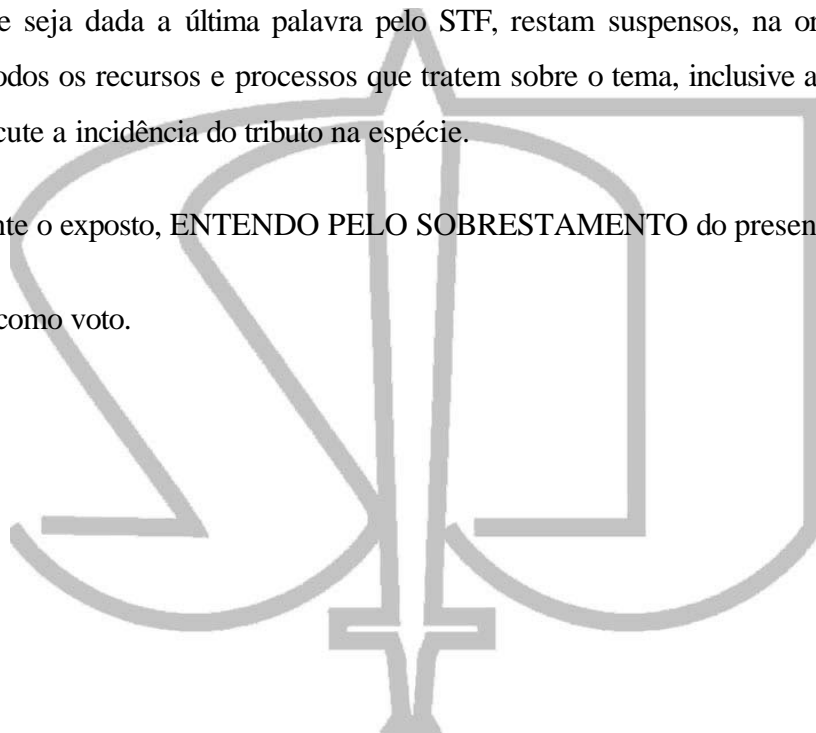 e seja dada a última palavra pelo STF, restam suspensos, na or
odos os recursos e processos que tratem sobre o tema, inclusive a
cute a incidência do tributo na espécie.
nte o exposto, ENTENDO PELO SOBRESTAMENTO do presen
como voto.